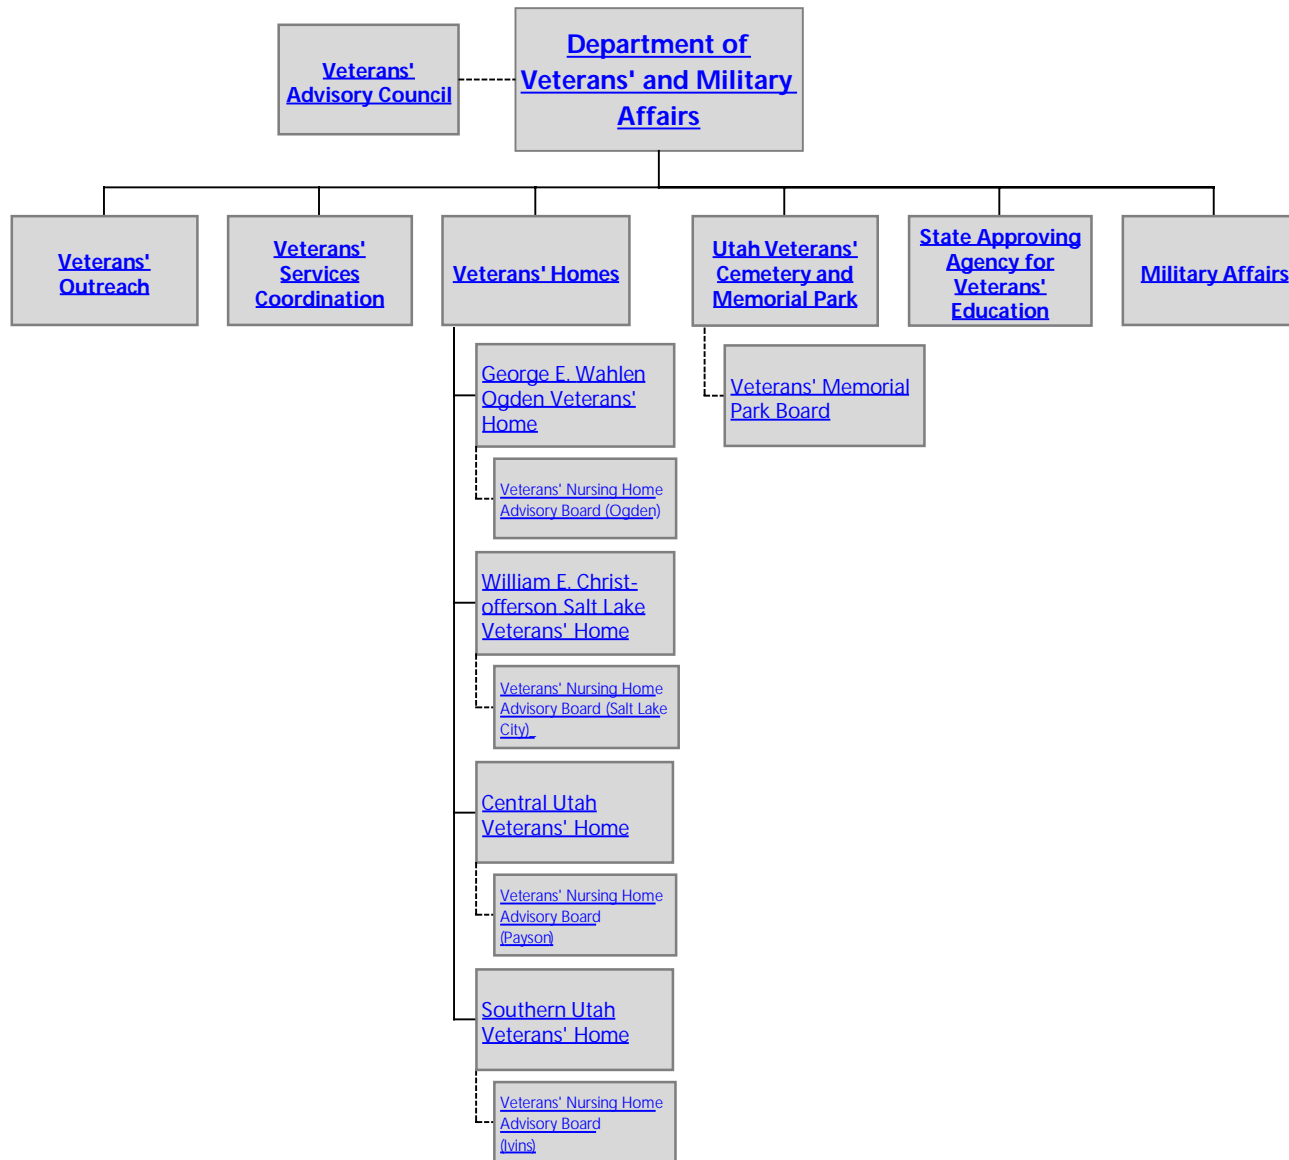 Veterans'
Advisory Council
Department of
Veterans' and Military
Affairs
Veterans'
Outreach
Veterans'
Services
Coordination
Veterans' Homes
Utah Veterans'
Cemetery and
Memorial Park
State Approving
Agency for
Veterans'
Education
Military Affairs
George E. Wahlen
Ogden Veterans'
Home
Veterans' Nursing Home
Advisory Board (Ogden)
William E. Christ-
offerson Salt Lake
Veterans' Home
Veterans' Nursing Home
Advisory Board (Salt Lake
City)_
Central Utah
Veterans' Home
Veterans' Nursing Home
Advisory Board
(Payson)
Southern Utah
Veterans' Home
Veterans' Nursing Home
Advisory Board
(Ivins)
Veterans' Memorial
Park Board